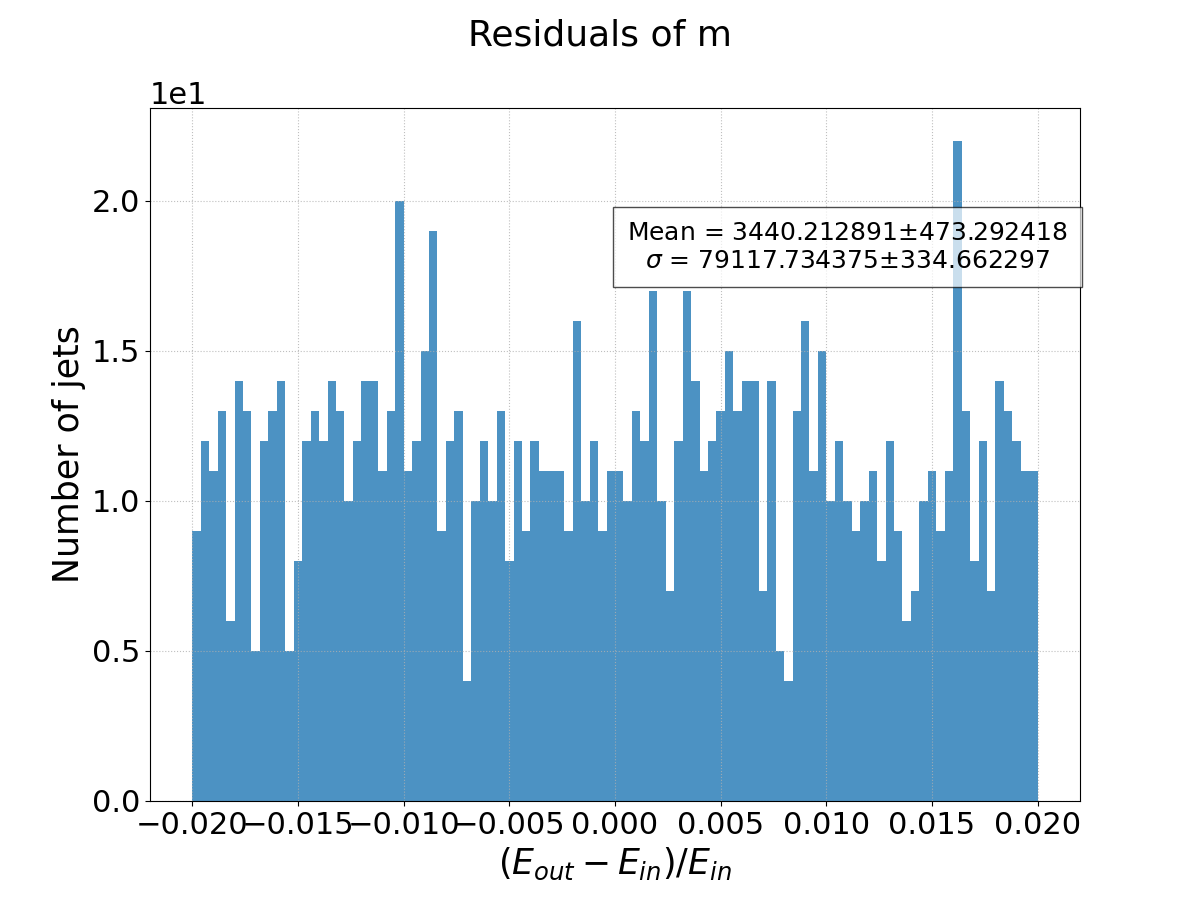 Residuals of m
1e1
2.0
1.5
1.0
0.5
0.0
Number of jets
Mean = 3440.212891±473.292418
σ = 79117.734375±334.662297
−0.020 −0.015 −0.010 −0.005 0.000 0.005 0.010 0.015 0.020
(E_out − E_in)/E_in